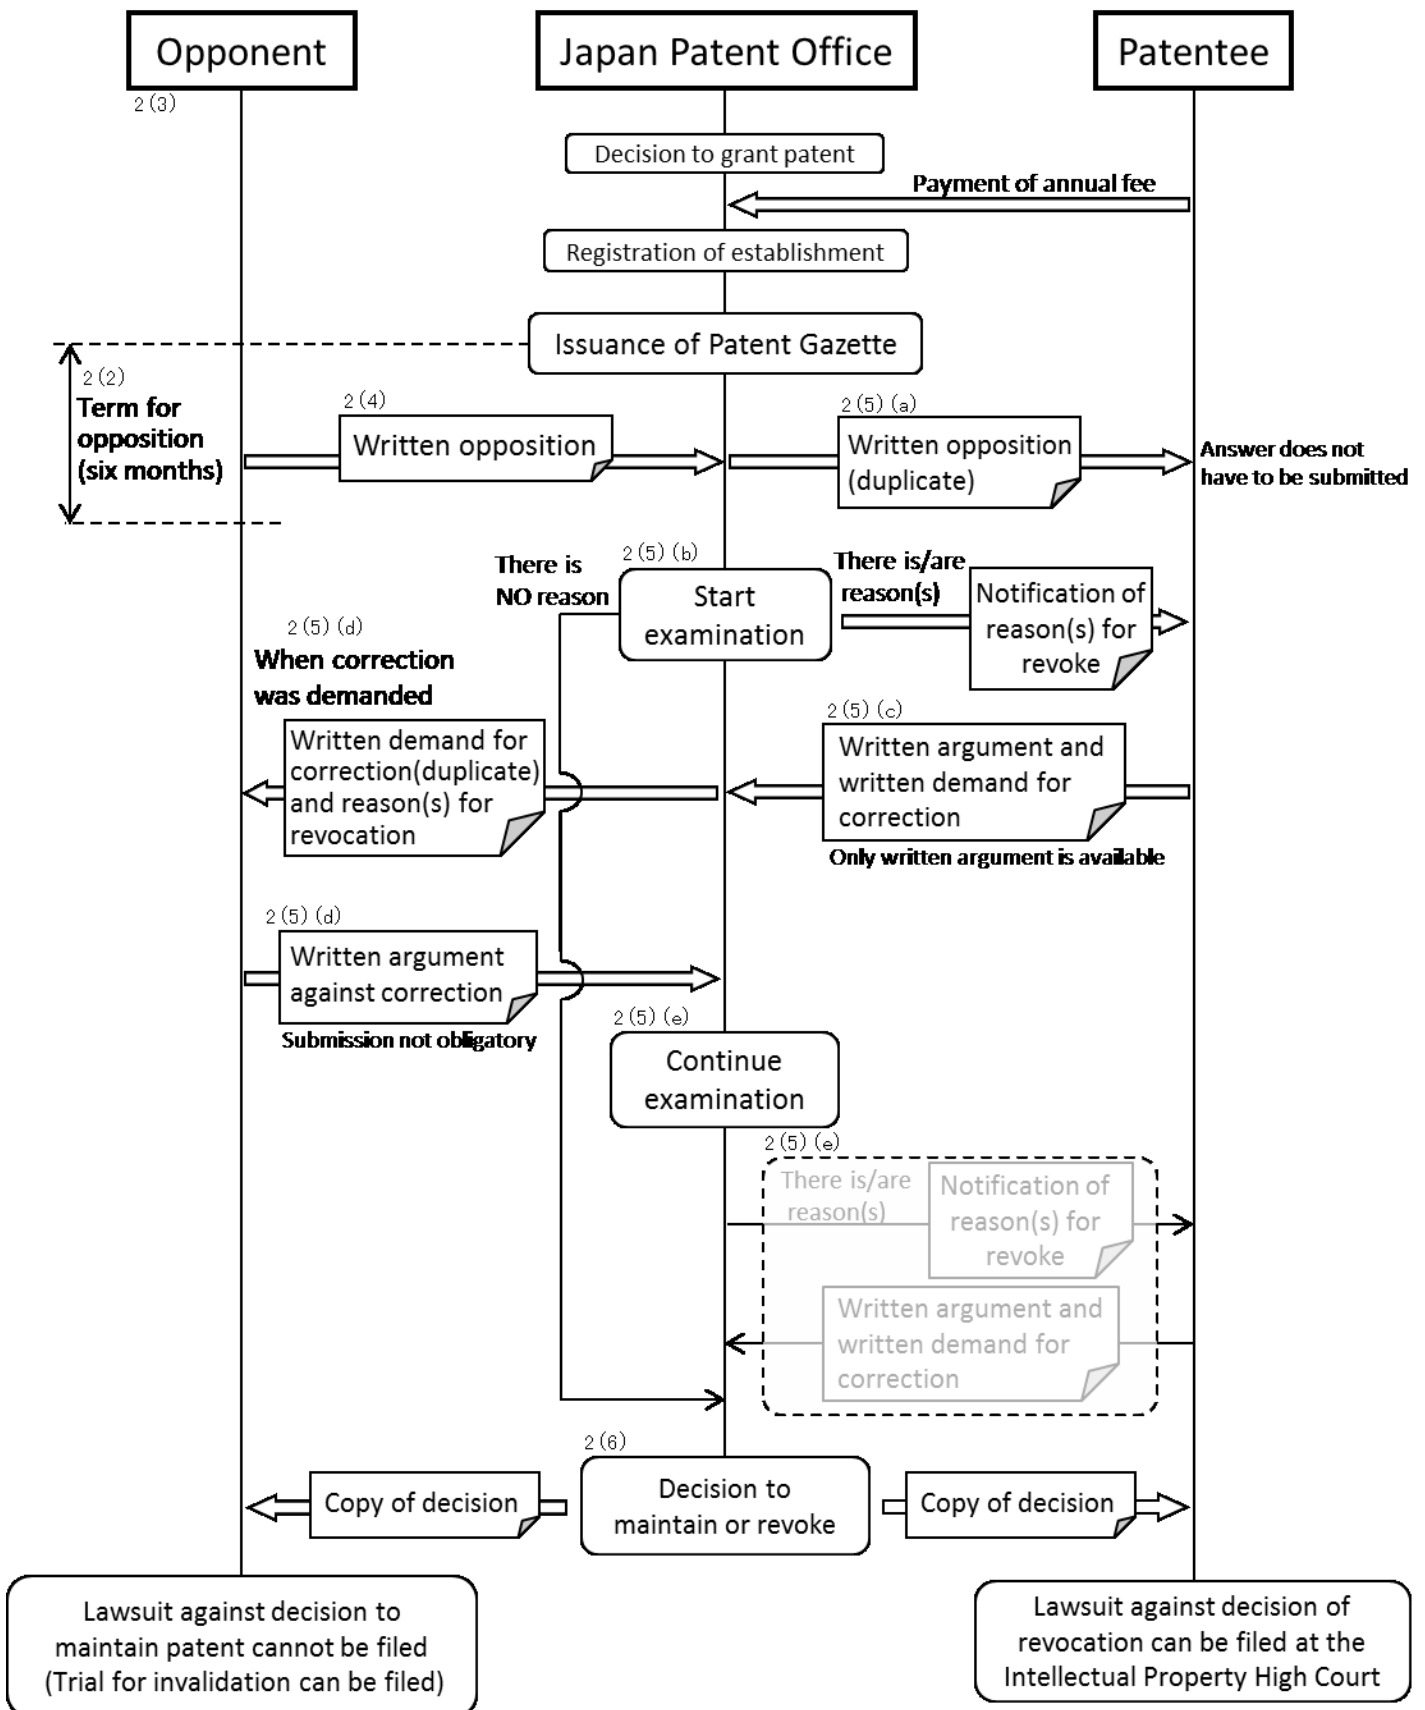 Opponent
Japan Patent Office
Patentee
2(3)
Decision to grant patent
Payment of annual fee
Registration of establishment
Issuance of Patent Gazette
2(2)
Term for
opposition
(six months)
2(4)
Written opposition
2(5)(a)
Written opposition
(duplicate)
Answer does not
have to be submitted
There is
NO reason
2(5)(b)
Start
examination
There is/are
reason(s)
Notification of
reason(s) for
revoke
2(5)(d)
When correction
was demanded
Written demand for
correction(duplicate)
and reason(s) for
revocation
2(5)(c)
Written argument and
written demand for
correction
Only written argument is available
2(5)(d)
Written argument
against correction
Submission not obligatory
2(5)(e)
Continue
examination
2(5)(e)
There is/are
reason(s)
Notification of
reason(s) for
revoke
Written argument and
written demand for
correction
2(6)
Copy of decision
Decision to
maintain or revoke
Copy of decision
Lawsuit against decision to
maintain patent cannot be filed
(Trial for invalidation can be filed)
Lawsuit against decision of
revocation can be filed at the
Intellectual Property High Court